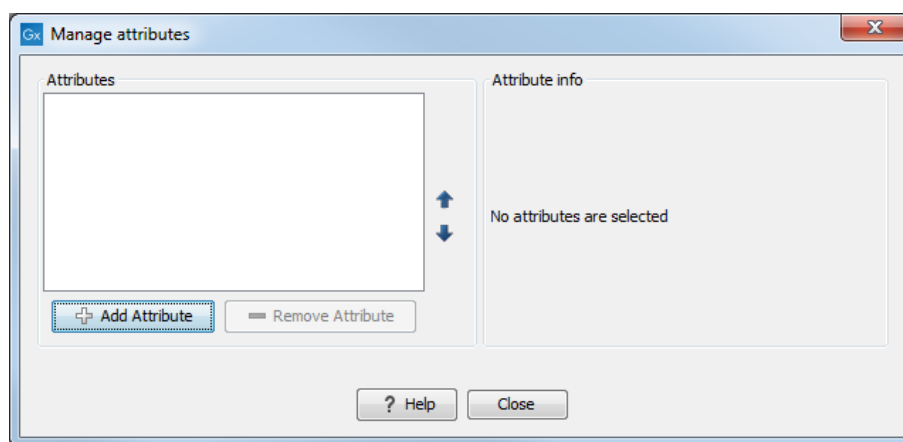 Gx Manage attributes
X
Attributes
Attribute info
No attributes are selected
Add Attribute
Remove Attribute
? Help
Close